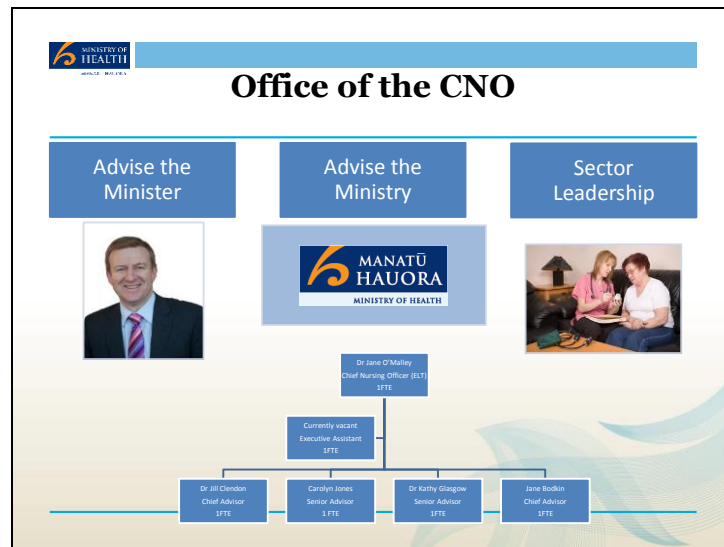 MINISTRY OF
HEALTH
Office of the CNO
Advise the
Minister
Advise the
Ministry
Sector
Leadership
MANATŪ
HAUORA
MINISTRY OF HEALTH
Dr Jane O'Malley
Chief Nursing Officer (ELT)
1FTE
Currently vacant
Executive Assistant
1FTE
Dr Jill Clendon
Chief Advisor
1FTE
Carolyn Jones
Senior Advisor
1 FTE
Dr Kathy Glasgow
Senior Advisor
1FTE
Jane Bodkin
Chief Advisor
1FTE